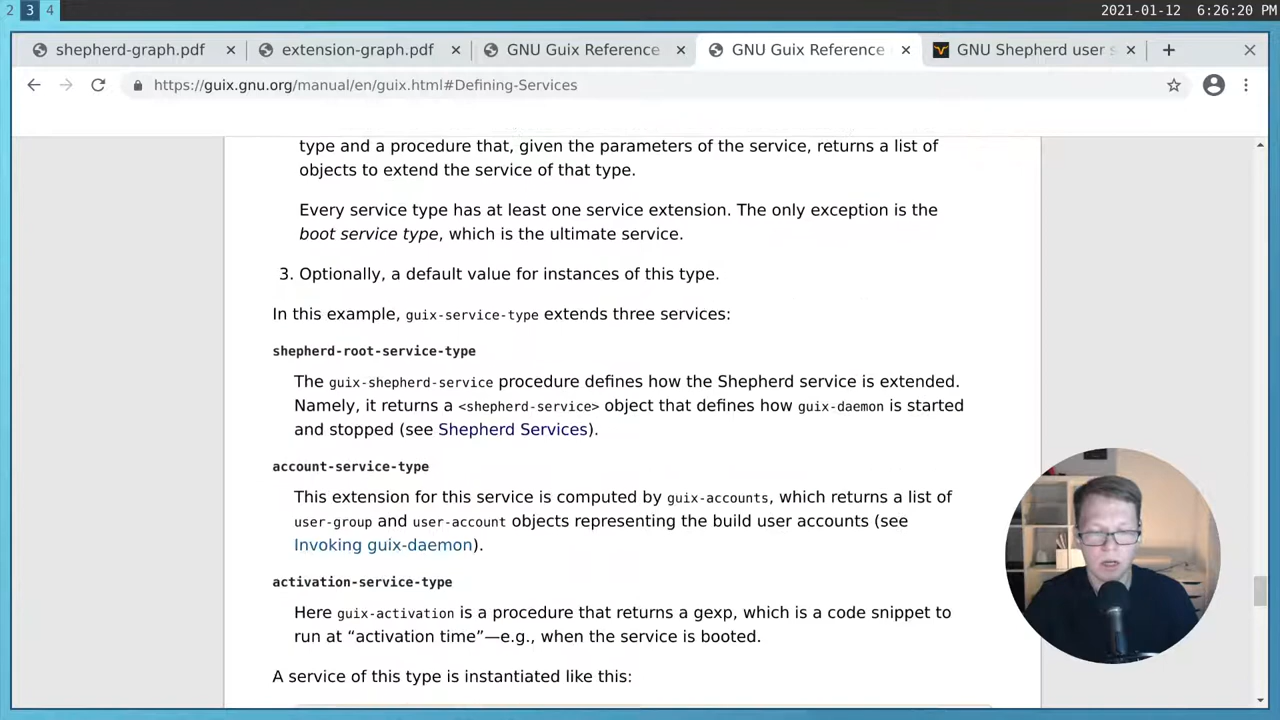 2 3 4 2021-01-12 6:26:20 PM
shepherd-graph.pdf extension-graph.pdf GNU Guix Reference GNU Guix Reference GNU Shepherd user s
https://guix.gnu.org/manual/en/guix.html#Defining-Services
type and a procedure that, given the parameters of the service, returns a list of
objects to extend the service of that type.
Every service type has at least one service extension. The only exception is the
boot service type, which is the ultimate service.
3. Optionally, a default value for instances of this type.
In this example, guix-service-type extends three services:
shepherd-root-service-type
The guix-shepherd-service procedure defines how the Shepherd service is extended.
Namely, it returns a <shepherd-service> object that defines how guix-daemon is started
and stopped (see Shepherd Services).
account-service-type
This extension for this service is computed by guix-accounts, which returns a list of
user-group and user-account objects representing the build user accounts (see
Invoking guix-daemon).
activation-service-type
Here guix-activation is a procedure that returns a gexp, which is a code snippet to
run at “activation time”—e.g., when the service is booted.
A service of this type is instantiated like this: